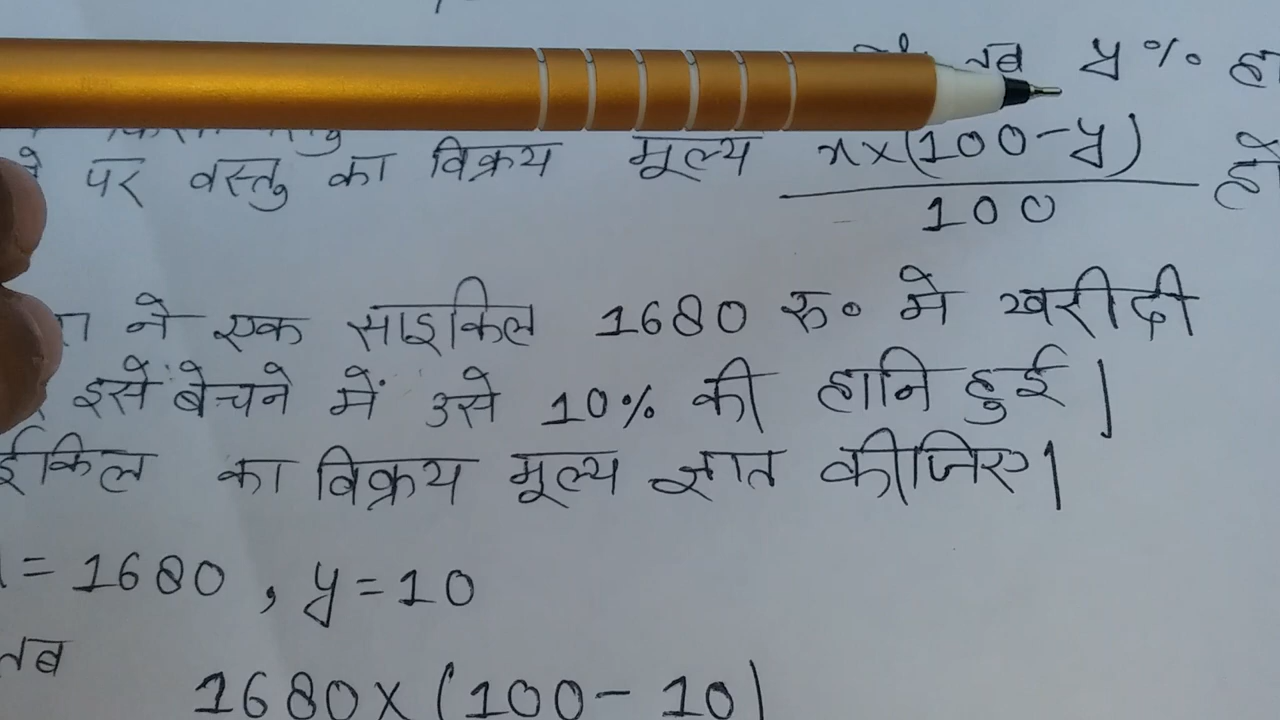 तब y %
पर वस्तु का विक्रय मूल्य x×(100-y)
100
ने एक साइकिल 1680 रु० मे खरीदी
इसे बेचने में उसे 10% की हानि हुई।
ईकिल का विक्रय मूल्य ज्ञात कीजिए।
= 1680 , y = 10
तब
1680 × (100 - 10)